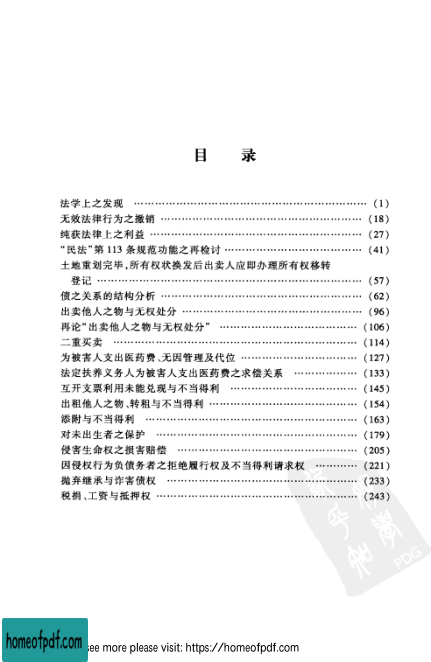 目 录
法学上之发现 …… (1)
无效法律行为之撤销 …… (18)
纯获法律上之利益 …… (27)
“民法”第 113 条规范功能之再检讨 …… (41)
土地重划完毕、所有权状换发后出卖人应即办理所有权移转
登记 …… (57)
债之关系的结构分析 …… (62)
出卖他人之物与无权处分 …… (96)
再论“出卖他人之物与无权处分” …… (106)
二重买卖 …… (114)
为被害人支出医药费、无因管理及代位 …… (127)
法定扶养义务人为被害人支出医药费之求偿关系 …… (133)
互开支票利用未能兑现与不当得利 …… (145)
出租他人之物、转租与不当得利 …… (154)
添附与不当得利 …… (163)
对未出生者之保护 …… (179)
侵害生命权之损害赔偿 …… (205)
因侵权行为负债务者之拒绝履行权及不当得利请求权 …… (221)
抛弃继承与诈害债权 …… (233)
税捐、工资与抵押权 …… (243)
PDG
homeofpdf.com
see more please visit: https://homeofpdf.com